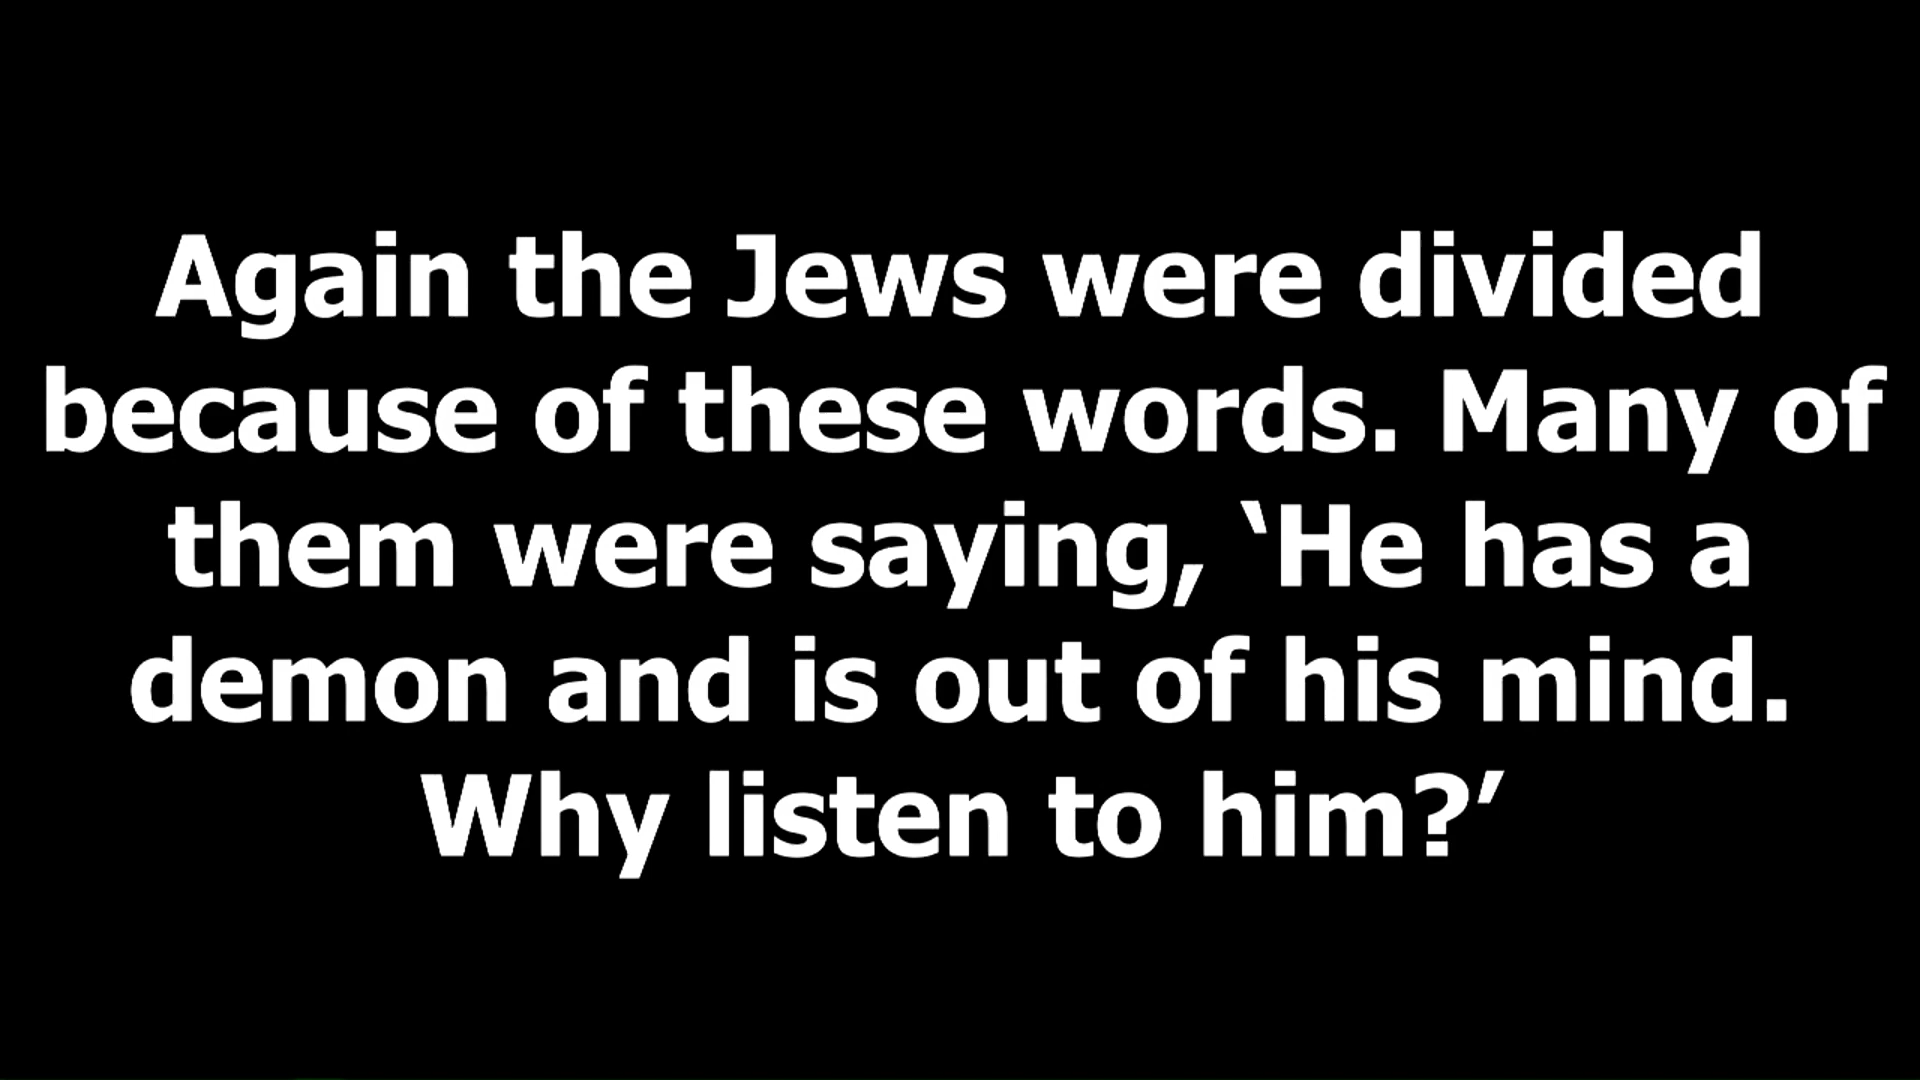 Again the Jews were divided
because of these words. Many of
them were saying, ‘He has a
demon and is out of his mind.
Why listen to him?’